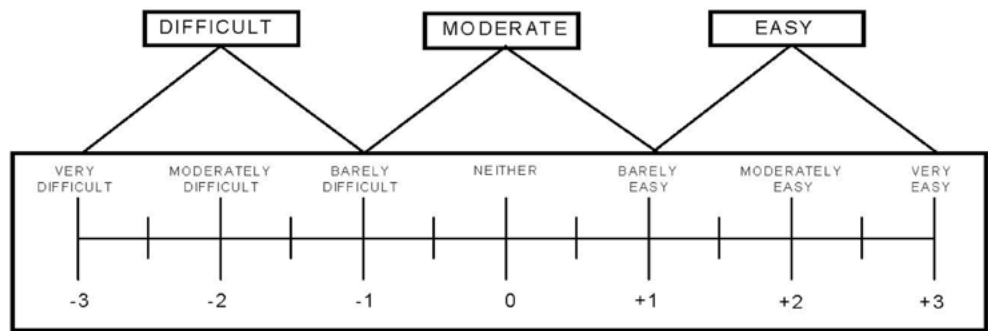 DIFFICULT MODERATE EASY
VERY DIFFICULT MODERATELY DIFFICULT BARELY DIFFICULT NEITHER BARELY EASY MODERATELY EASY VERY EASY
-3 -2 -1 0 +1 +2 +3